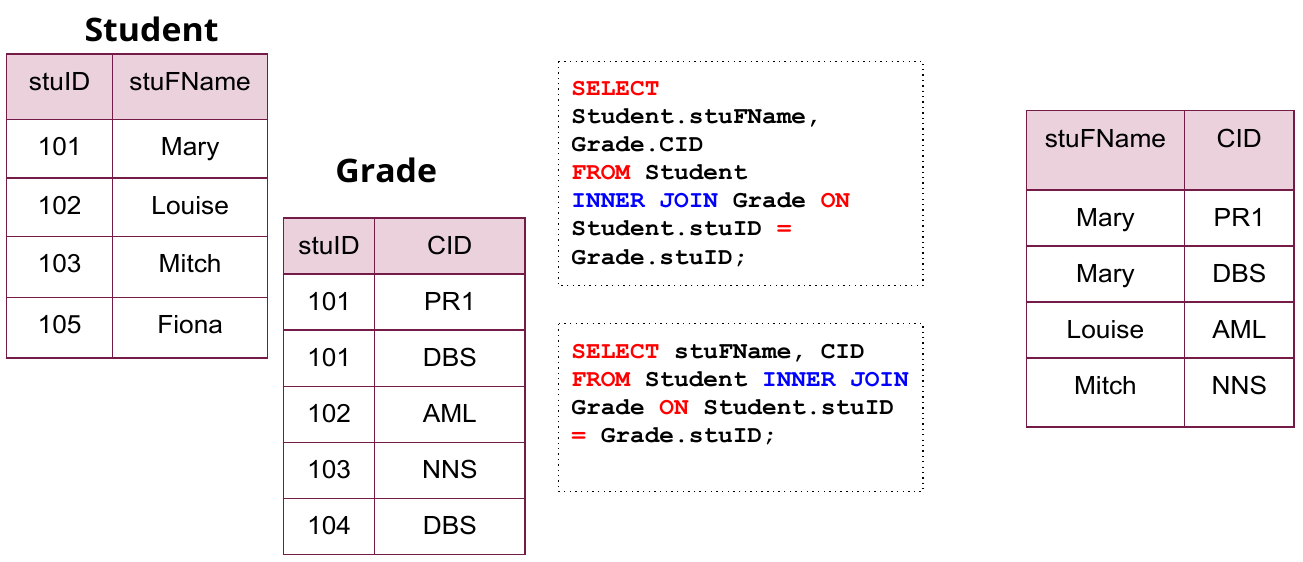 Student
stuID stuFName
101 Mary
102 Louise
103 Mitch
105 Fiona
Grade
stuID CID
101 PR1
101 DBS
102 AML
103 NNS
104 DBS
SELECT
Student.stuFName,
Grade.CID
FROM Student
INNER JOIN Grade ON
Student.stuID =
Grade.stuID;
SELECT stuFName, CID
FROM Student INNER JOIN
Grade ON Student.stuID
= Grade.stuID;
stuFName CID
Mary PR1
Mary DBS
Louise AML
Mitch NNS